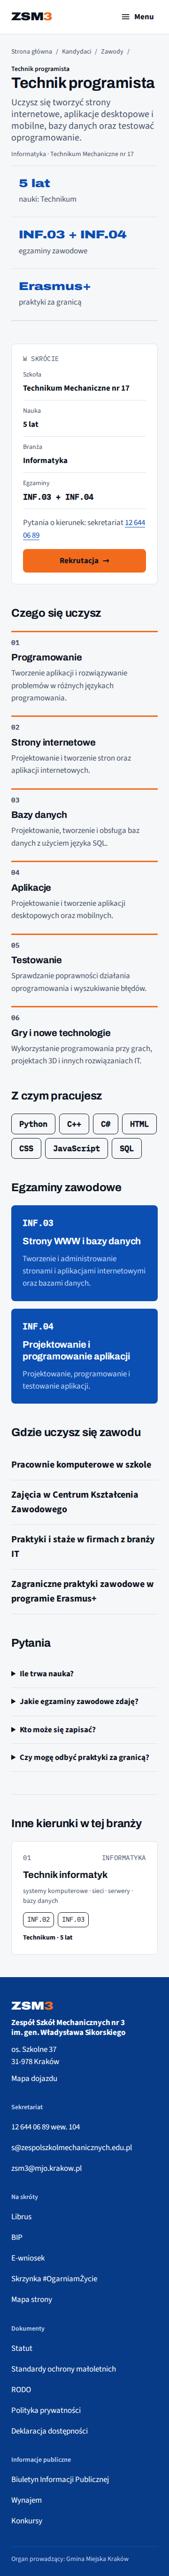 ZSM3
Menu
Strona główna / Kandydaci / Zawody /
Technik programista
Technik programista
Uczysz się tworzyć strony
internetowe, aplikacje desktopowe i
mobilne, bazy danych oraz testować
oprogramowanie.
Informatyka · Technikum Mechaniczne nr 17
5 lat
nauki: Technikum
INF.03 + INF.04
egzaminy zawodowe
Erasmus+
praktyki za granicą
W SKRÓCIE
Szkoła
Technikum Mechaniczne nr 17
Nauka
5 lat
Branża
Informatyka
Egzaminy
INF.03 + INF.04
Pytania o kierunek: sekretariat 12 644
06 89
Rekrutacja →
Czego się uczysz
01
Programowanie
Tworzenie aplikacji i rozwiązywanie
problemów w różnych językach
programowania.
02
Strony internetowe
Projektowanie i tworzenie stron oraz
aplikacji internetowych.
03
Bazy danych
Projektowanie, tworzenie i obsługa baz
danych z użyciem języka SQL.
04
Aplikacje
Projektowanie i tworzenie aplikacji
desktopowych oraz mobilnych.
05
Testowanie
Sprawdzanie poprawności działania
oprogramowania i wyszukiwanie błędów.
06
Gry i nowe technologie
Wykorzystanie programowania przy grach,
projektach 3D i innych rozwiązaniach IT.
Z czym pracujesz
Python C++ C# HTML
CSS JavaScript SQL
Egzaminy zawodowe
INF.03
Strony WWW i bazy danych
Tworzenie i administrowanie
stronami i aplikacjami internetowymi
oraz bazami danych.
INF.04
Projektowanie i
programowanie aplikacji
Projektowanie, programowanie i
testowanie aplikacji.
Gdzie uczysz się zawodu
Pracownie komputerowe w szkole
Zajęcia w Centrum Kształcenia
Zawodowego
Praktyki i staże w firmach z branży
IT
Zagraniczne praktyki zawodowe w
programie Erasmus+
Pytania
Ile trwa nauka?
Jakie egzaminy zawodowe zdaję?
Kto może się zapisać?
Czy mogę odbyć praktyki za granicą?
Inne kierunki w tej branży
01 INFORMATYKA
Technik informatyk
systemy komputerowe · sieci · serwery ·
bazy danych
INF.02 INF.03
Technikum · 5 lat
ZSM3
Zespół Szkół Mechanicznych nr 3
im. gen. Władysława Sikorskiego
os. Szkolne 37
31-978 Kraków
Mapa dojazdu
Sekretariat
12 644 06 89 wew. 104
s@zespolszkolmechanicznych.edu.pl
zsm3@mjo.krakow.pl
Na skróty
Librus
BIP
E-wniosek
Skrzynka #OgarniamŻycie
Mapa strony
Dokumenty
Statut
Standardy ochrony małoletnich
RODO
Polityka prywatności
Deklaracja dostępności
Informacje publiczne
Biuletyn Informacji Publicznej
Wynajem
Konkursy
Organ prowadzący: Gmina Miejska Kraków